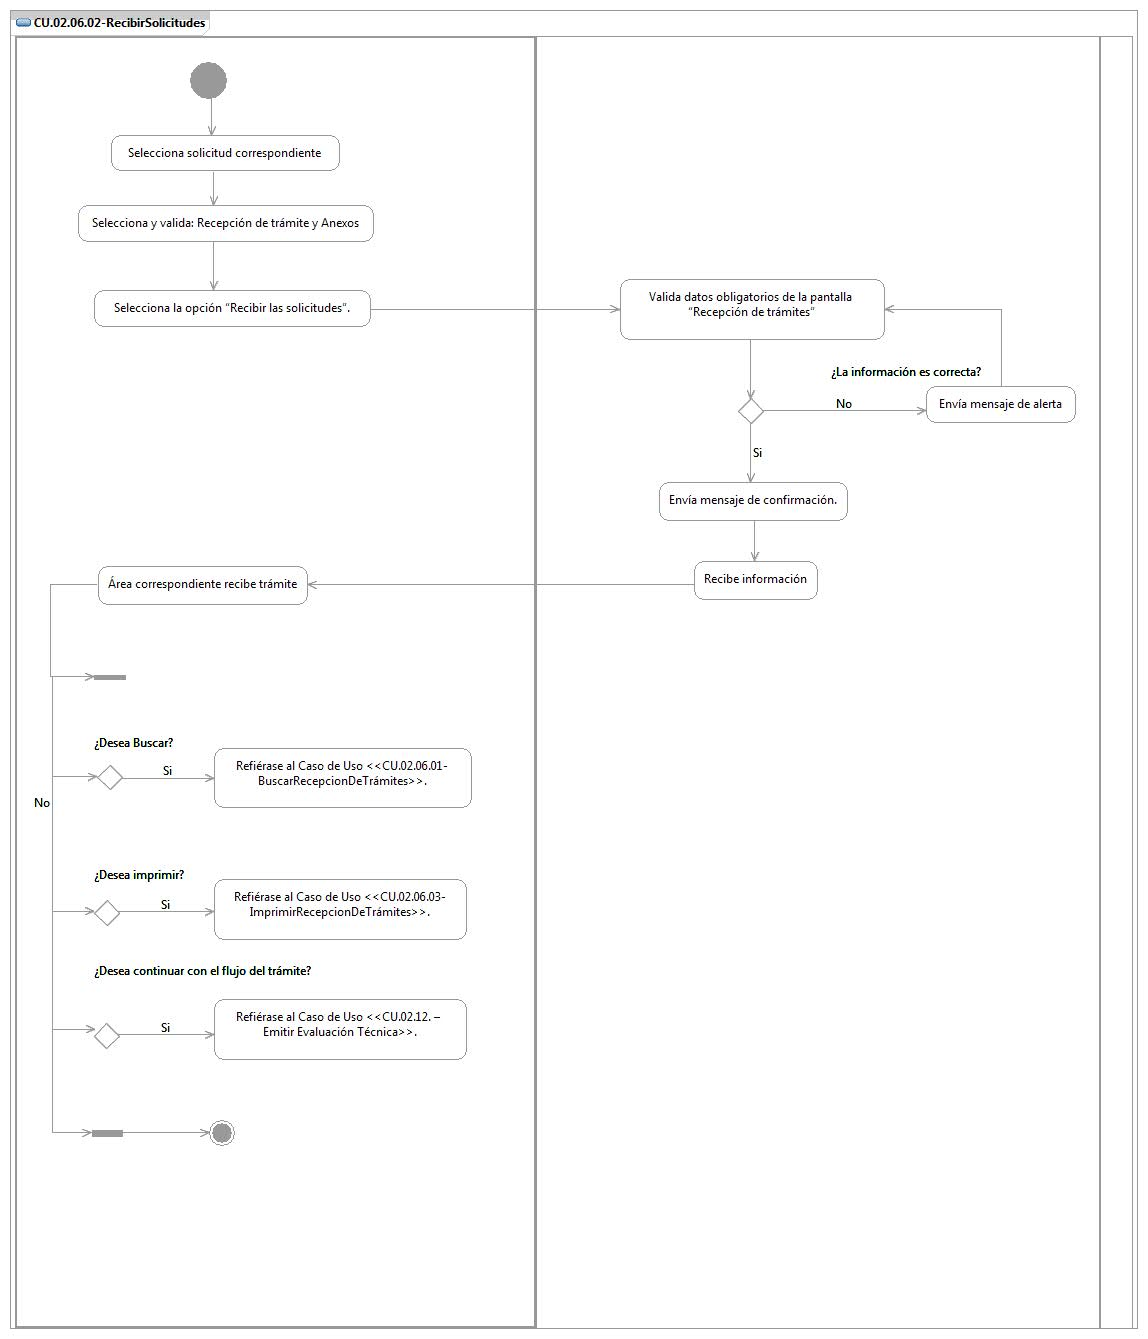 CU.02.06.02-RecibirSolicitudes
Selecciona solicitud correspondiente
Selecciona y valida: Recepción de trámite y Anexos
Selecciona la opción “Recibir las solicitudes”.
Valida datos obligatorios de la pantalla
“Recepción de trámites”
¿La información es correcta?
No
Envía mensaje de alerta
Si
Envía mensaje de confirmación.
Recibe información
Área correspondiente recibe trámite
¿Desea Buscar?
Si
Refiérase al Caso de Uso <<CU.02.06.01-
BuscarRecepcionDeTrámites>>.
No
¿Desea imprimir?
Si
Refiérase al Caso de Uso <<CU.02.06.03-
ImprimirRecepcionDeTrámites>>.
¿Desea continuar con el flujo del trámite?
Si
Refiérase al Caso de Uso <<CU.02.12. –
Emitir Evaluación Técnica>>.